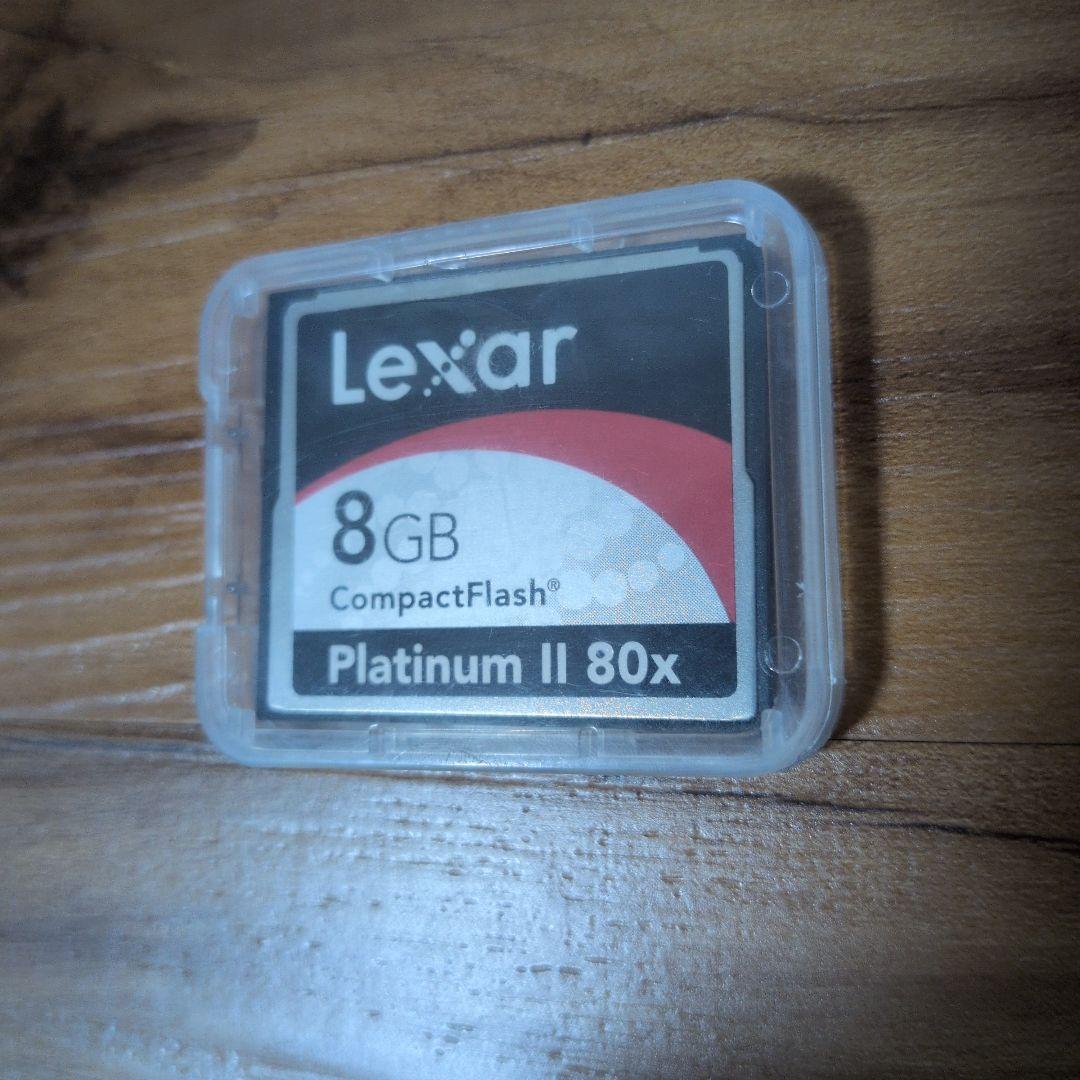 Lexar
8GB
CompactFlash®
Platinum II 80x